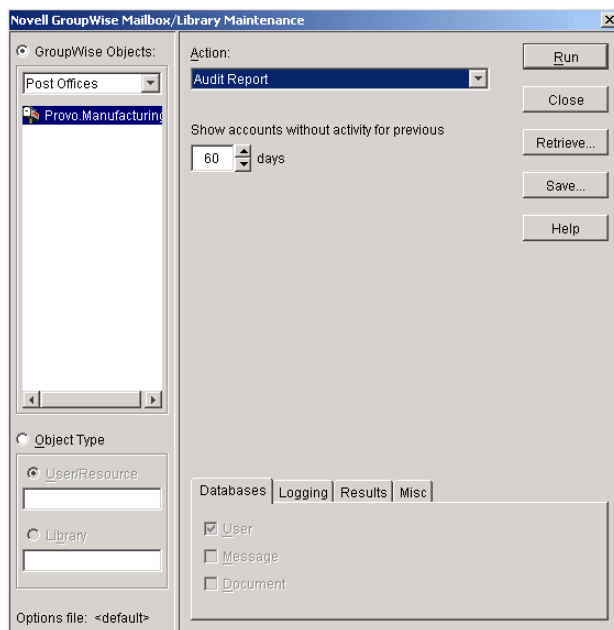 Novell GroupWise Mailbox/Library Maintenance
GroupWise Objects:
Post Offices
Provo.Manufacturing
Object Type
User/Resource
Library
Options file: <default>
Action:
Audit Report
Show accounts without activity for previous
60 days
Databases Logging Results Misc
User
Message
Document
Run
Close
Retrieve...
Save...
Help